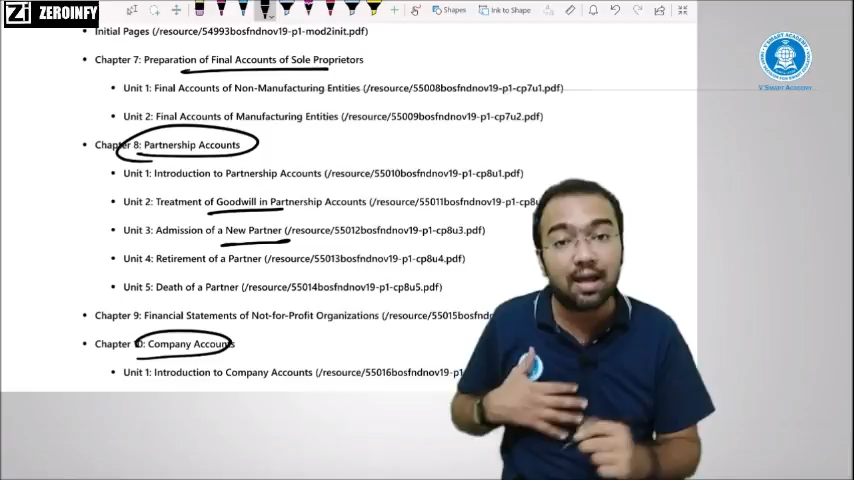 Zi ZEROINFY
Shapes Ink to Shape
Initial Pages (/resource/54993bosfndnov19-p1-mod2init.pdf)
V'SMART ACADEMY
Chapter 7: Preparation of Final Accounts of Sole Proprietors
Unit 1: Final Accounts of Non-Manufacturing Entities (/resource/55008bosfndnov19-p1-cp7u1.pdf)
V'SMART ACADEMY
Unit 2: Final Accounts of Manufacturing Entities (/resource/55009bosfndnov19-p1-cp7u2.pdf)
Chapter 8: Partnership Accounts
Unit 1: Introduction to Partnership Accounts (/resource/55010bosfndnov19-p1-cp8u1.pdf)
Unit 2: Treatment of Goodwill in Partnership Accounts (/resource/55011bosfndnov19-p1-cp8u
Unit 3: Admission of a New Partner (/resource/55012bosfndnov19-p1-cp8u3.pdf)
Unit 4: Retirement of a Partner (/resource/55013bosfndnov19-p1-cp8u4.pdf)
Unit 5: Death of a Partner (/resource/55014bosfndnov19-p1-cp8u5.pdf)
Chapter 9: Financial Statements of Not-for-Profit Organizations (/resource/55015bosfndn
Chapter 10: Company Accounts
Unit 1: Introduction to Company Accounts (/resource/55016bosfndnov19-p1